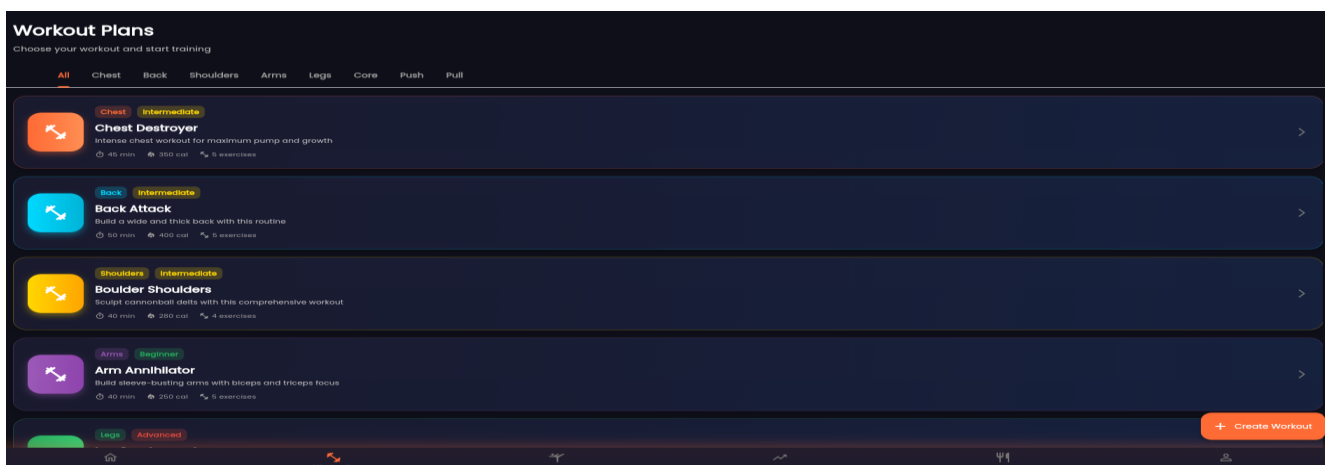 Workout Plans
Choose your workout and start training
All Chest Back Shoulders Arms Legs Core Push Pull
Chest Intermediate
Chest Destroyer
Intense chest workout for maximum pump and growth
45 min 350 cal 5 exercises
Back Intermediate
Back Attack
Build a wide and thick back with this routine
50 min 400 cal 5 exercises
Shoulders Intermediate
Boulder Shoulders
Sculpt cannonball delts with this comprehensive workout
40 min 280 cal 4 exercises
Arms Beginner
Arm Annihilator
Build sleeve-busting arms with biceps and triceps focus
40 min 250 cal 5 exercises
Legs Advanced
+ Create Workout